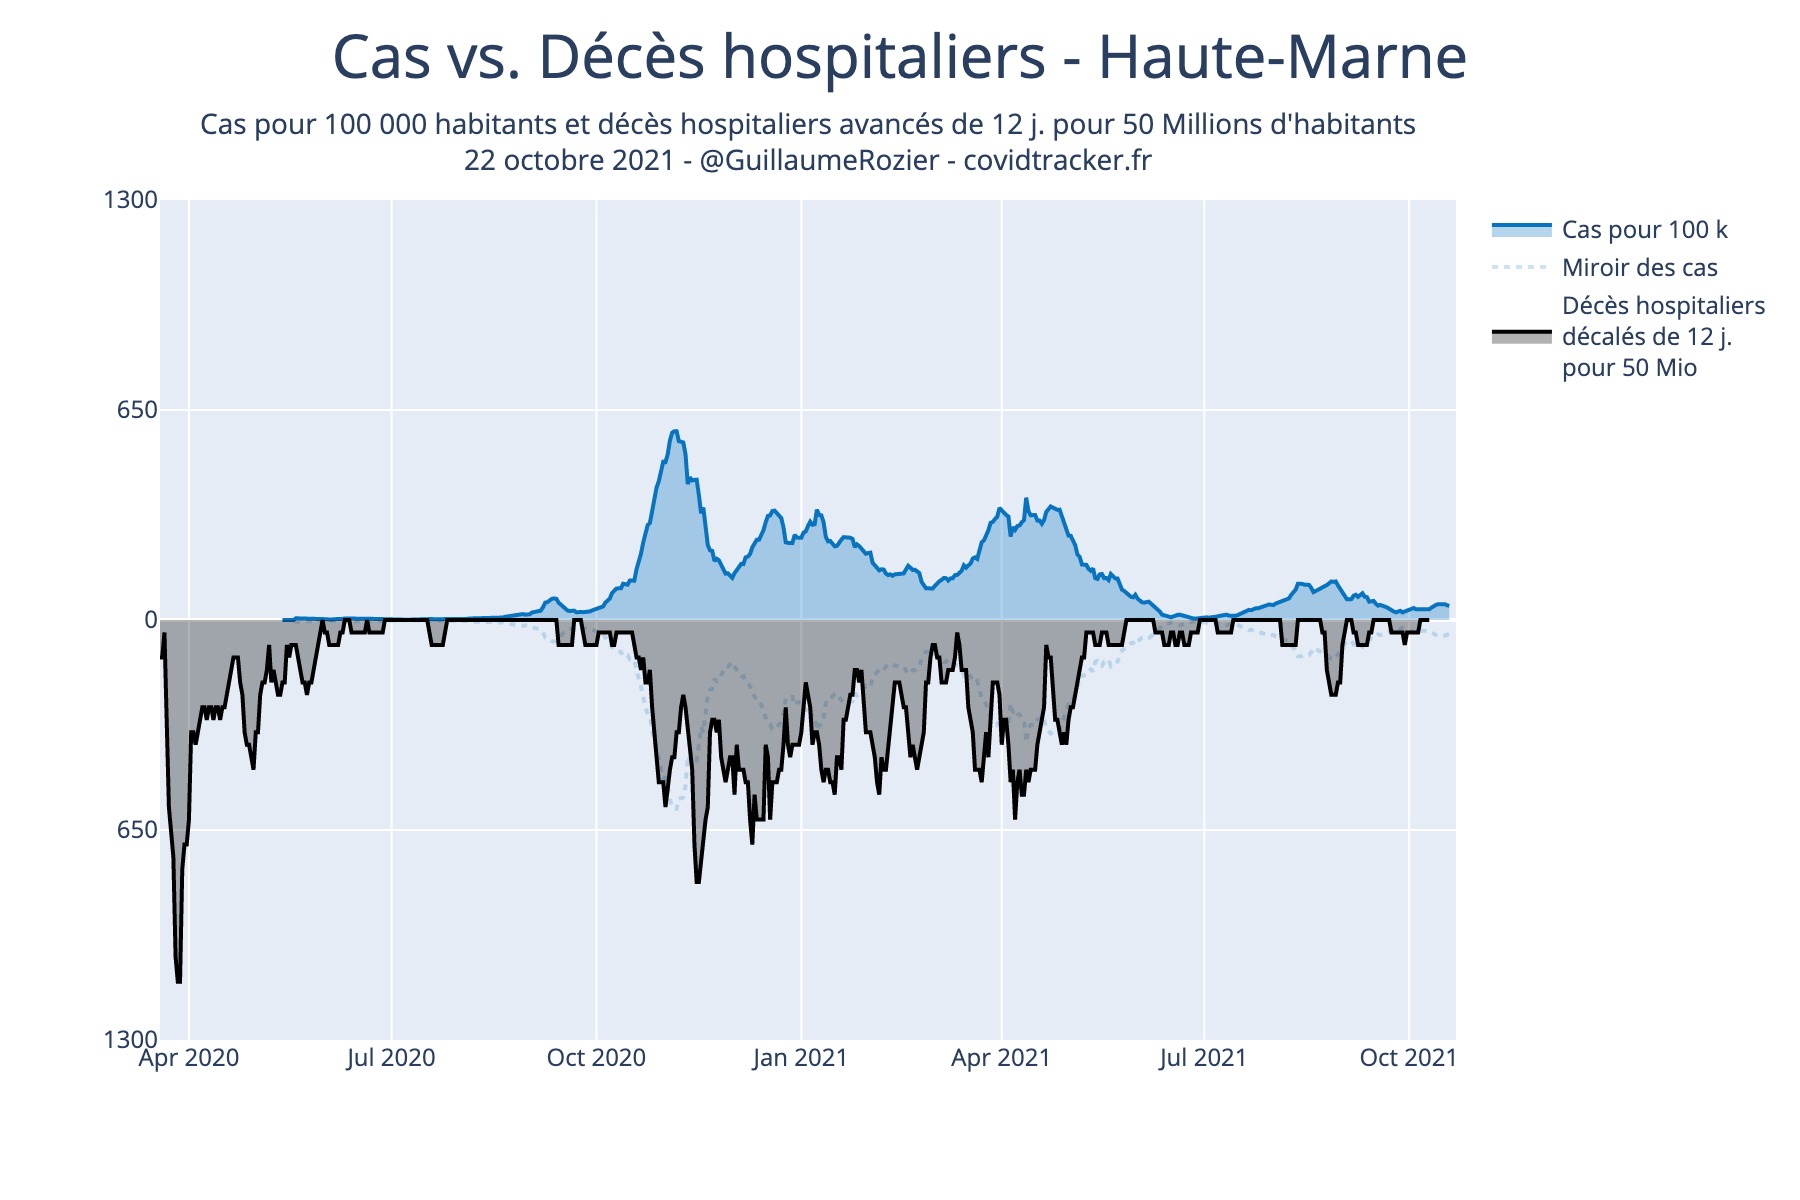 Cas vs. Décès hospitaliers - Haute-Marne
Cas pour 100 000 habitants et décès hospitaliers avancés de 12 j. pour 50 Millions d'habitants
22 octobre 2021 - @GuillaumeRozier - covidtracker.fr
1300
650
0
650
1300
Apr 2020
Jul 2020
Oct 2020
Jan 2021
Apr 2021
Jul 2021
Oct 2021
Cas pour 100 k
Miroir des cas
Décès hospitaliers
décalés de 12 j.
pour 50 Mio